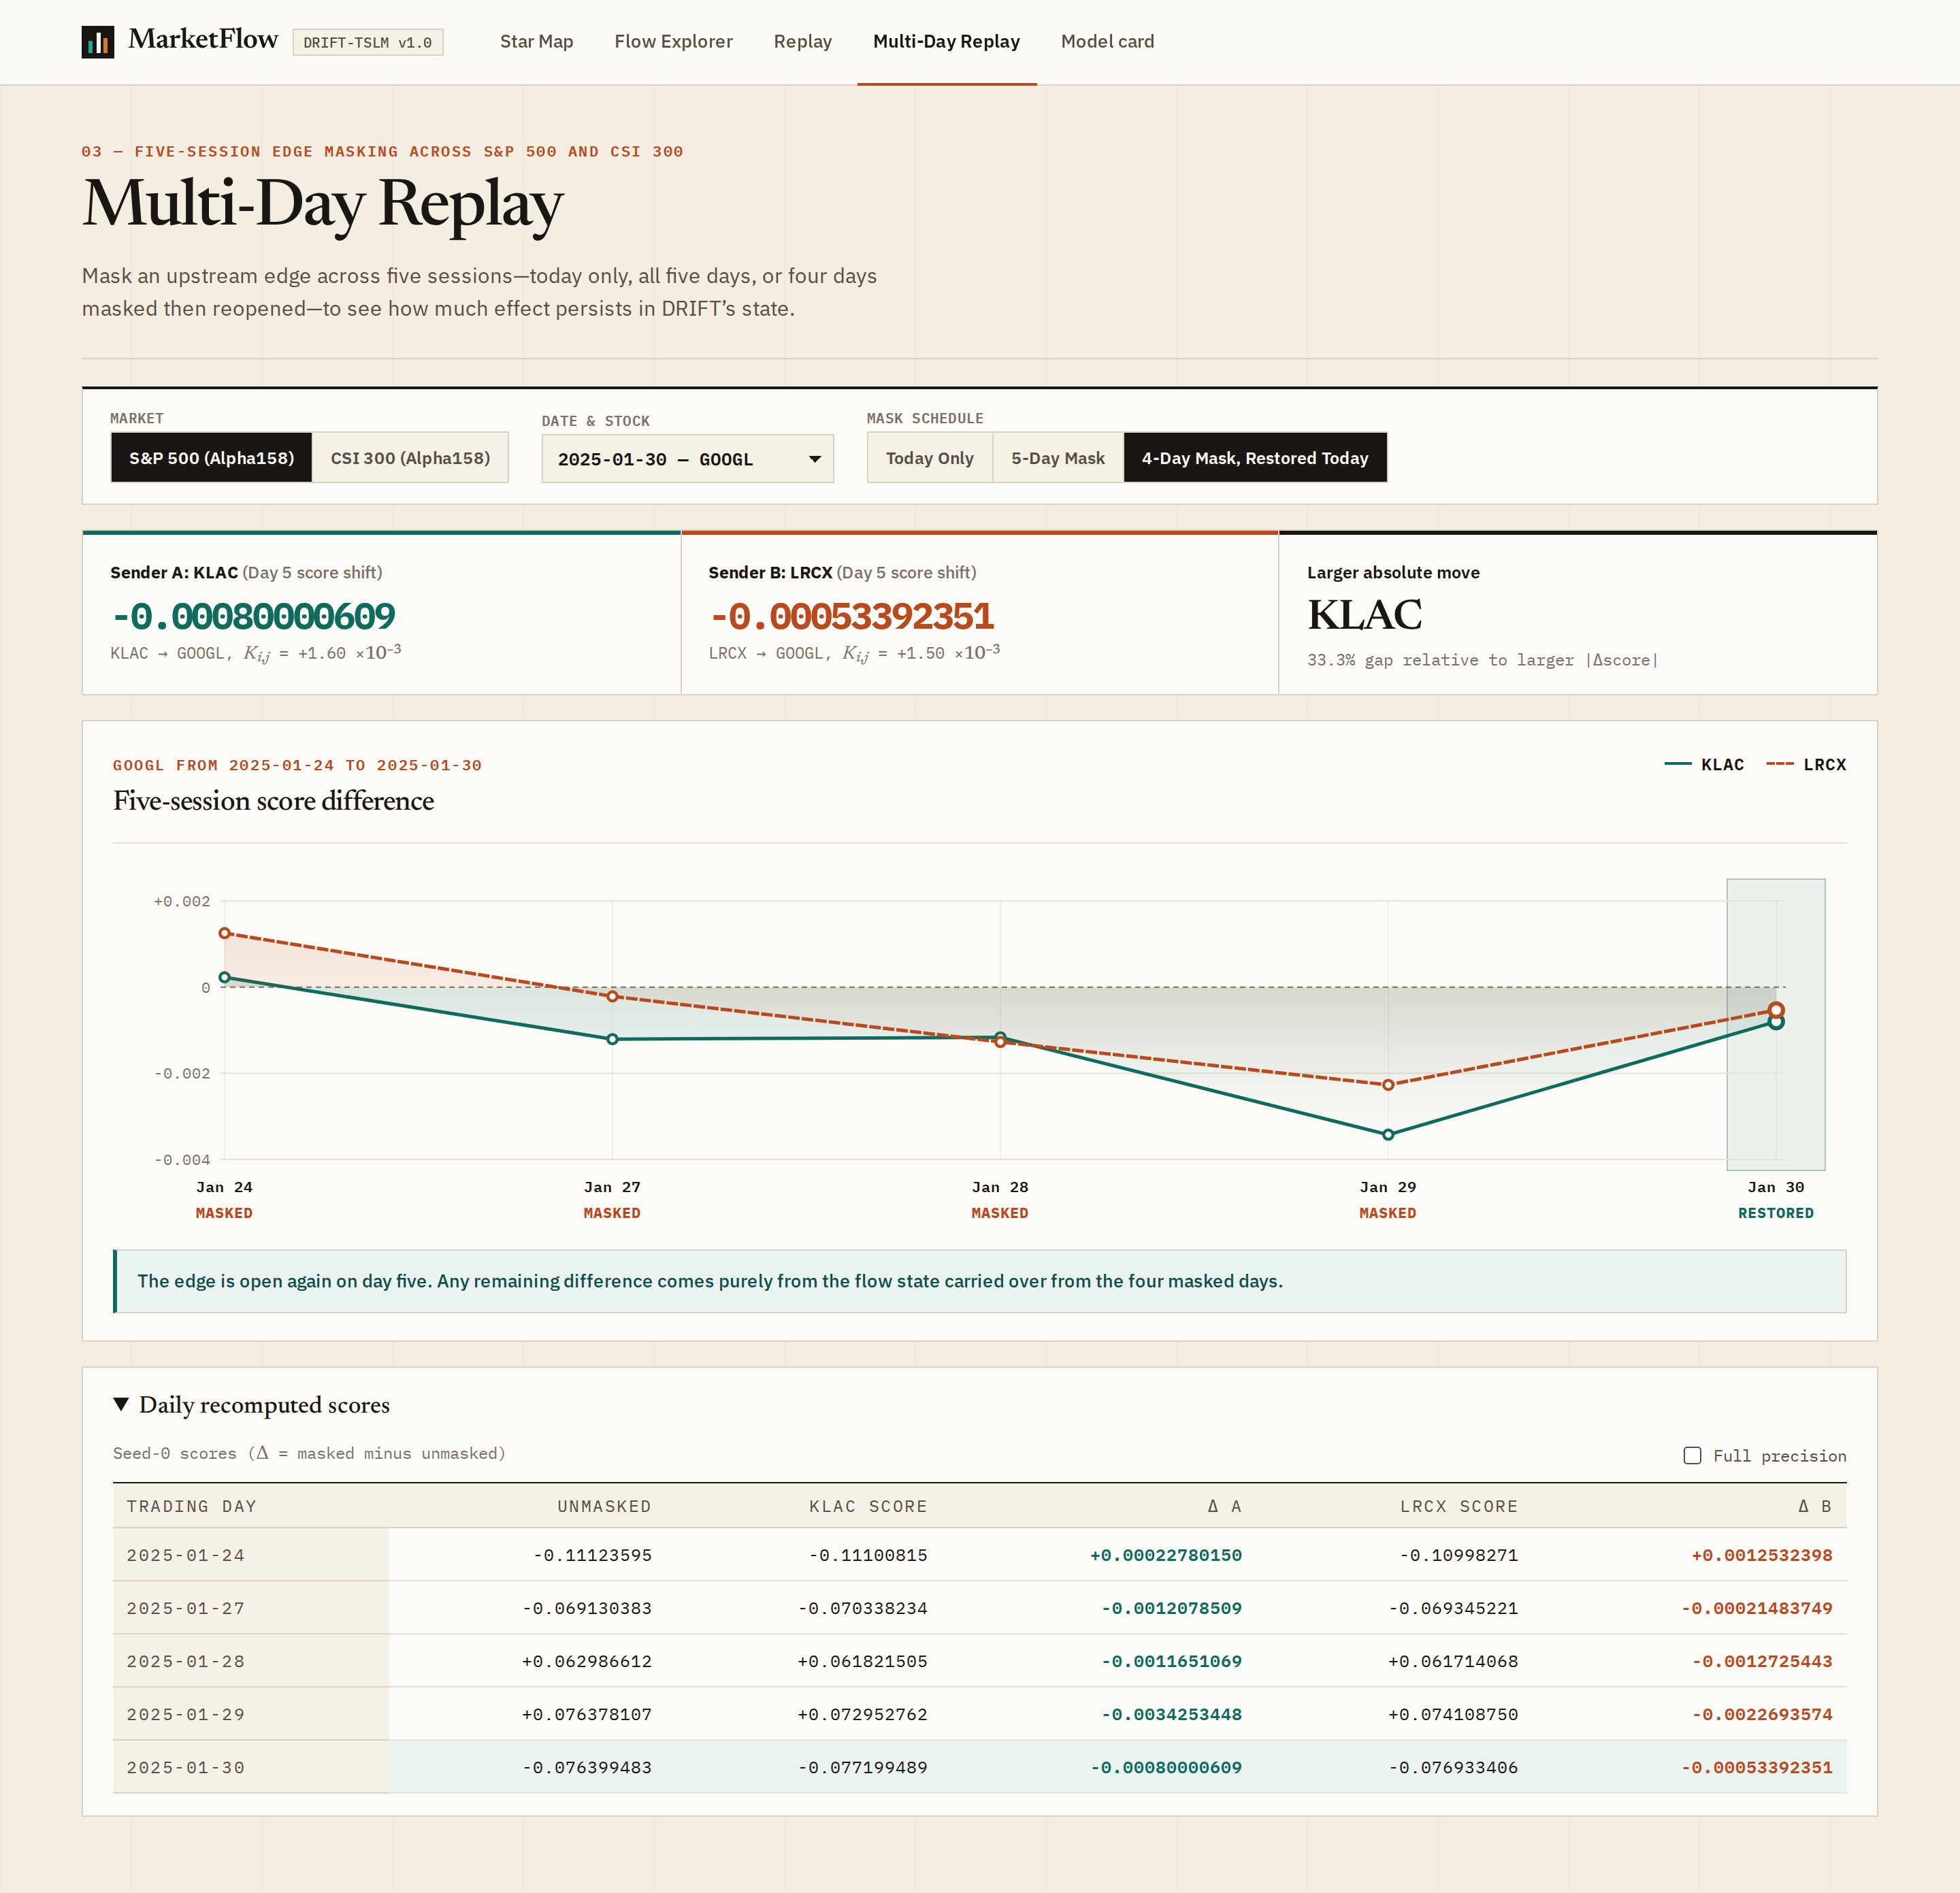 MarketFlow DRIFT-TSLM v1.0 Star Map Flow Explorer Replay Multi-Day Replay Model card
03 — FIVE-SESSION EDGE MASKING ACROSS S&P 500 AND CSI 300
Multi-Day Replay
Mask an upstream edge across five sessions—today only, all five days, or four days
masked then reopened—to see how much effect persists in DRIFT’s state.
MARKET DATE & STOCK MASK SCHEDULE
S&P 500 (Alpha158) CSI 300 (Alpha158) 2025-01-30 — GOOGL Today Only 5-Day Mask 4-Day Mask, Restored Today
Sender A: KLAC (Day 5 score shift)
-0.00080000609
KLAC → GOOGL, Kᵢ,ⱼ = +1.60 ×10⁻³
Sender B: LRCX (Day 5 score shift)
-0.00053392351
LRCX → GOOGL, Kᵢ,ⱼ = +1.50 ×10⁻³
Larger absolute move
KLAC
33.3% gap relative to larger |Δscore|
GOOGL FROM 2025-01-24 TO 2025-01-30
Five-session score difference
KLAC LRCX
+0.002
0
-0.002
-0.004
Jan 24 Jan 27 Jan 28 Jan 29 Jan 30
MASKED MASKED MASKED MASKED RESTORED
The edge is open again on day five. Any remaining difference comes purely from the flow state carried over from the four masked days.
▼ Daily recomputed scores
Seed-0 scores (Δ = masked minus unmasked) Full precision
TRADING DAY UNMASKED KLAC SCORE Δ A LRCX SCORE Δ B
2025-01-24 -0.11123595 -0.11100815 +0.00022780150 -0.10998271 +0.0012532398
2025-01-27 -0.069130383 -0.070338234 -0.0012078509 -0.069345221 -0.00021483749
2025-01-28 +0.062986612 +0.061821505 -0.0011651069 +0.061714068 -0.0012725443
2025-01-29 +0.076378107 +0.072952762 -0.0034253448 +0.074108750 -0.0022693574
2025-01-30 -0.076399483 -0.077199489 -0.00080000609 -0.076933406 -0.00053392351